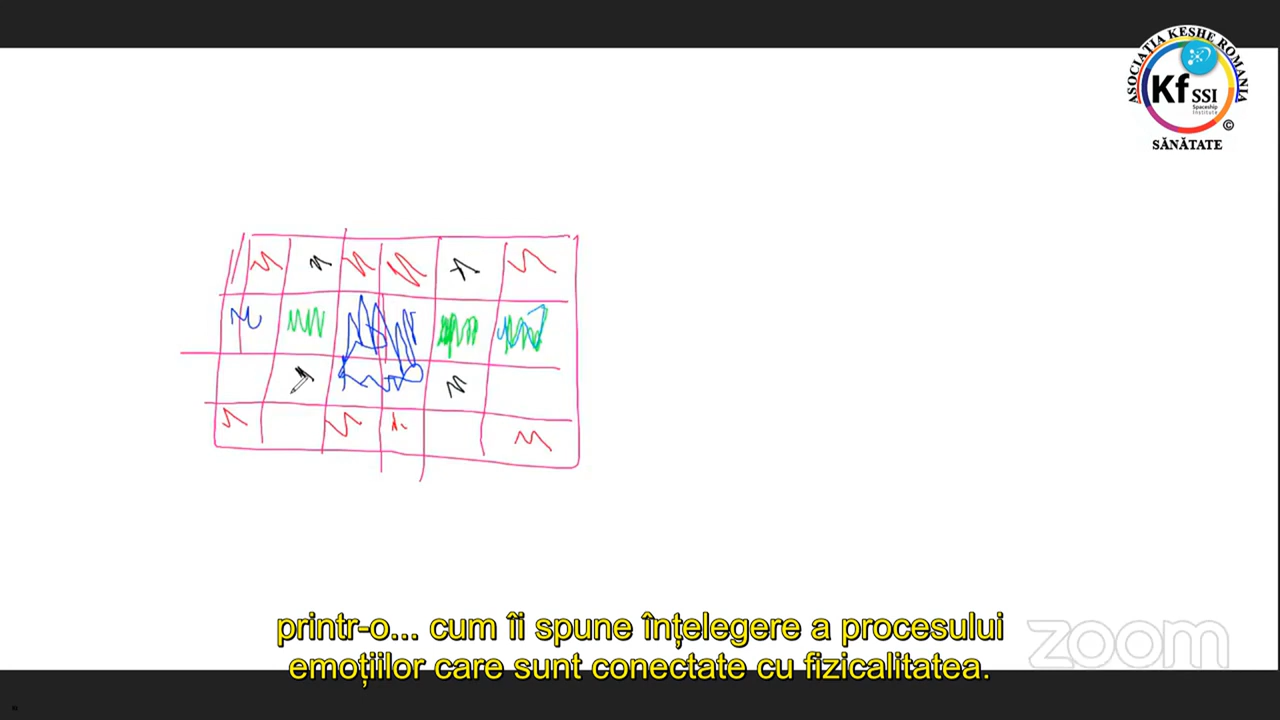 ASOCIAȚIA KESHE ROMANIA
Kf SSI
Spaceship
Institute
©
SĂNĂTATE
printr-o... cum îi spune înțelegere a procesului
emoțiilor care sunt conectate cu fizicalitatea.
zoom